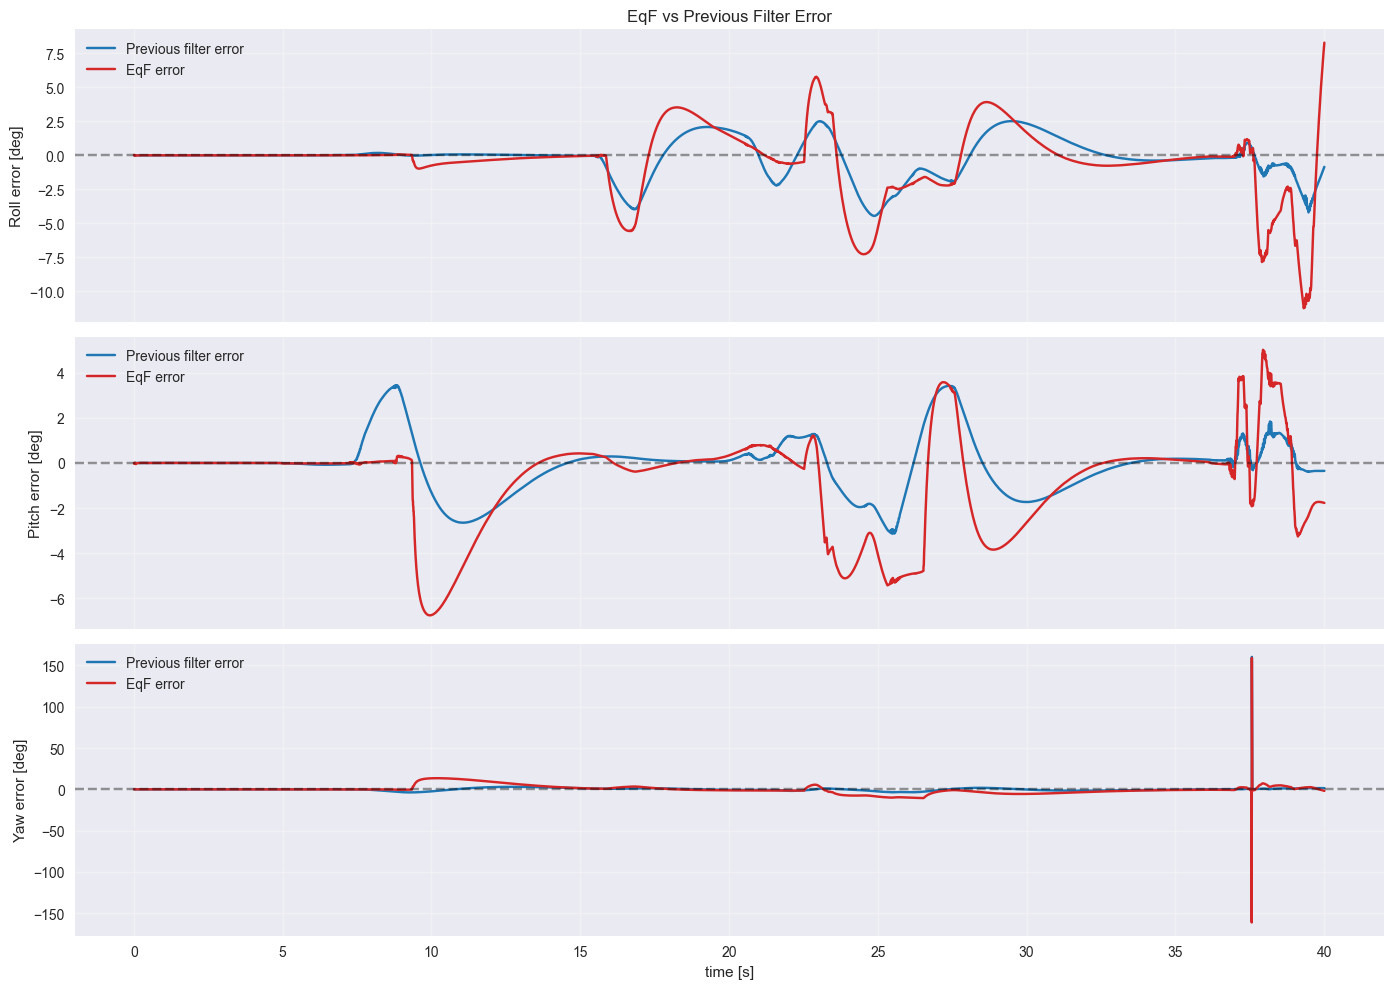 EqF vs Previous Filter Error
Roll error [deg]
7.5
5.0
2.5
0.0
−2.5
−5.0
−7.5
−10.0
Previous filter error
EqF error
Pitch error [deg]
4
2
0
−2
−4
−6
Previous filter error
EqF error
Yaw error [deg]
150
100
50
0
−50
−100
−150
Previous filter error
EqF error
0 5 10 15 20 25 30 35 40
time [s]